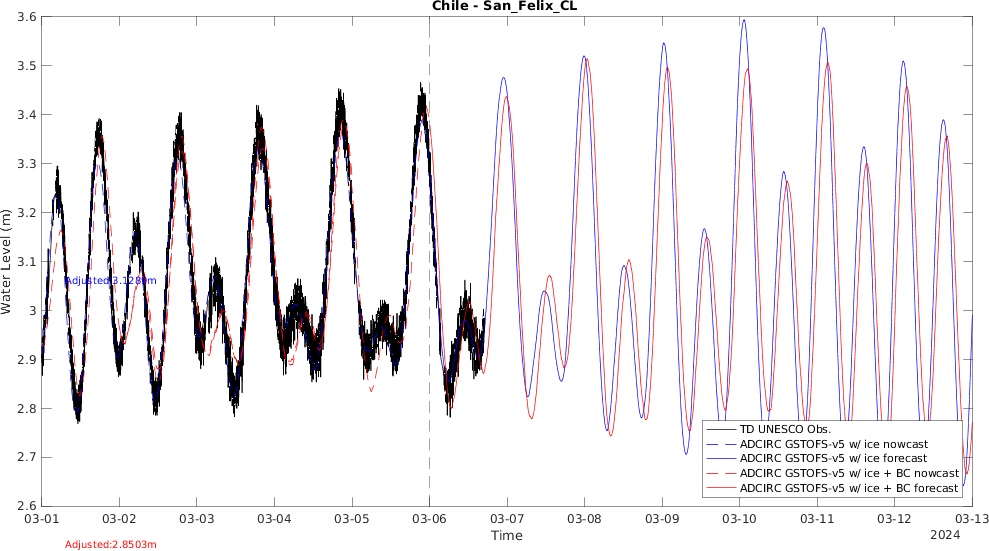 Chile - San_Felix_CL
3.6
3.5
3.4
3.3
3.2
3.1
3
2.9
2.8
2.7
2.6
Water Level (m)
Adjusted:3.1289m
TD UNESCO Obs.
ADCIRC GSTOFS-v5 w/ ice nowcast
ADCIRC GSTOFS-v5 w/ ice forecast
ADCIRC GSTOFS-v5 w/ ice + BC nowcast
ADCIRC GSTOFS-v5 w/ ice + BC forecast
03-01 03-02 03-03 03-04 03-05 03-06 03-07 03-08 03-09 03-10 03-11 03-12 03-13
Time
2024
Adjusted:2.8503m